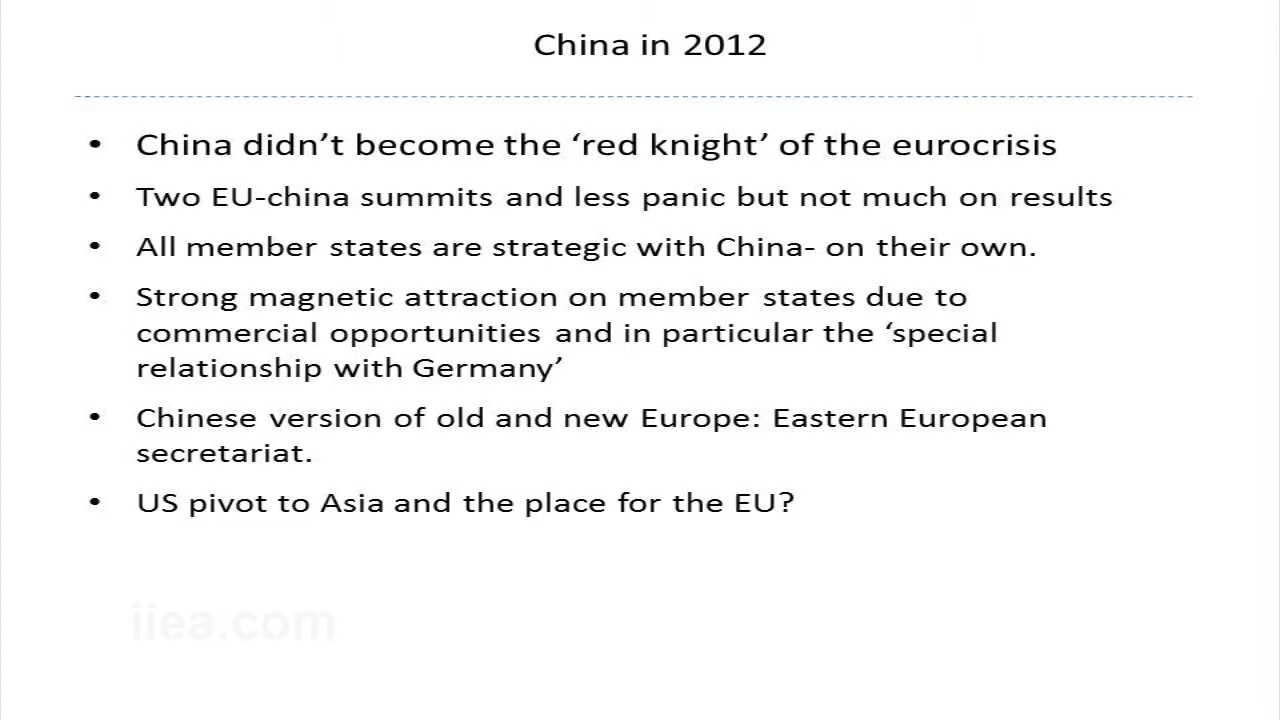 China in 2012
• China didn’t become the ‘red knight’ of the eurocrisis
• Two EU-china summits and less panic but not much on results
• All member states are strategic with China- on their own.
• Strong magnetic attraction on member states due to
commercial opportunities and in particular the ‘special
relationship with Germany’
• Chinese version of old and new Europe: Eastern European
secretariat.
• US pivot to Asia and the place for the EU?
iiea.com